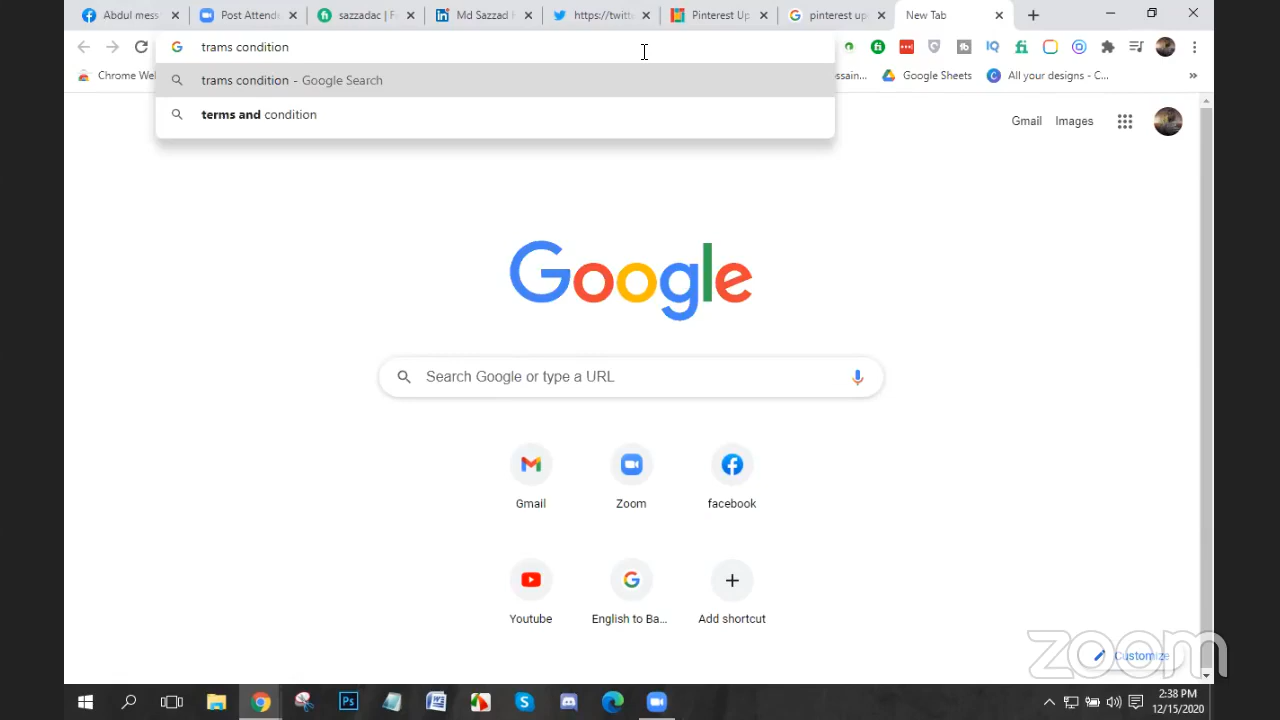 Abdul mess
Post Attende
sazzadac | F
Md Sazzad H
https://twitt
Pinterest Up
pinterest up
New Tab
trams condition
trams condition - Google Search
terms and condition
Chrome Wel
ssain...
Google Sheets
All your designs - C...
Gmail
Images
Google
Search Google or type a URL
Gmail
Zoom
facebook
Youtube
English to Ba...
Add shortcut
Customize
zoom
2:38 PM
12/15/2020